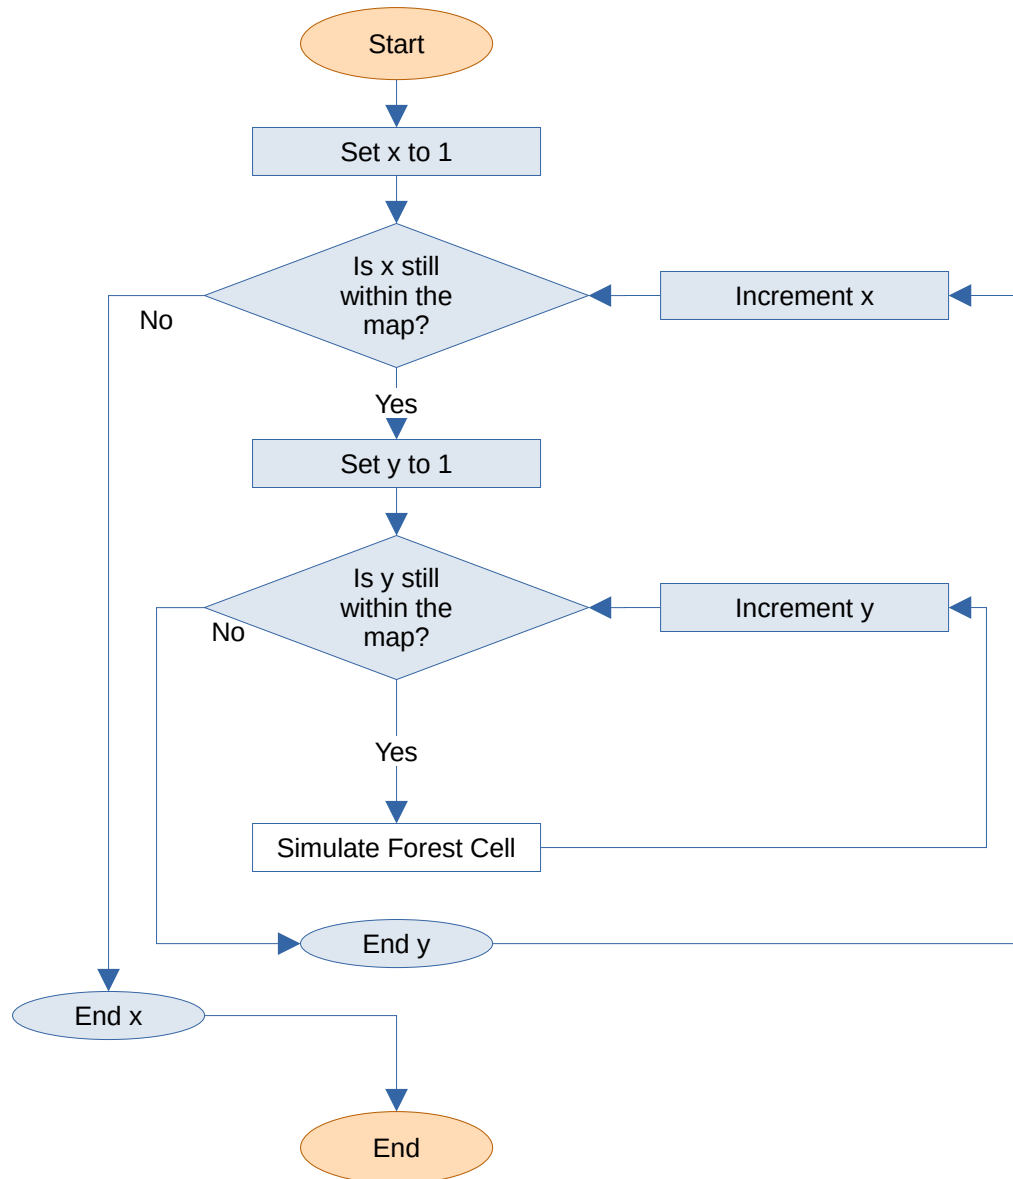 Start
Set x to 1
Is x still
within the
map?
Increment x
No
Yes
Set y to 1
Is y still
within the
map?
Increment y
No
Yes
Simulate Forest Cell
End y
End x
End